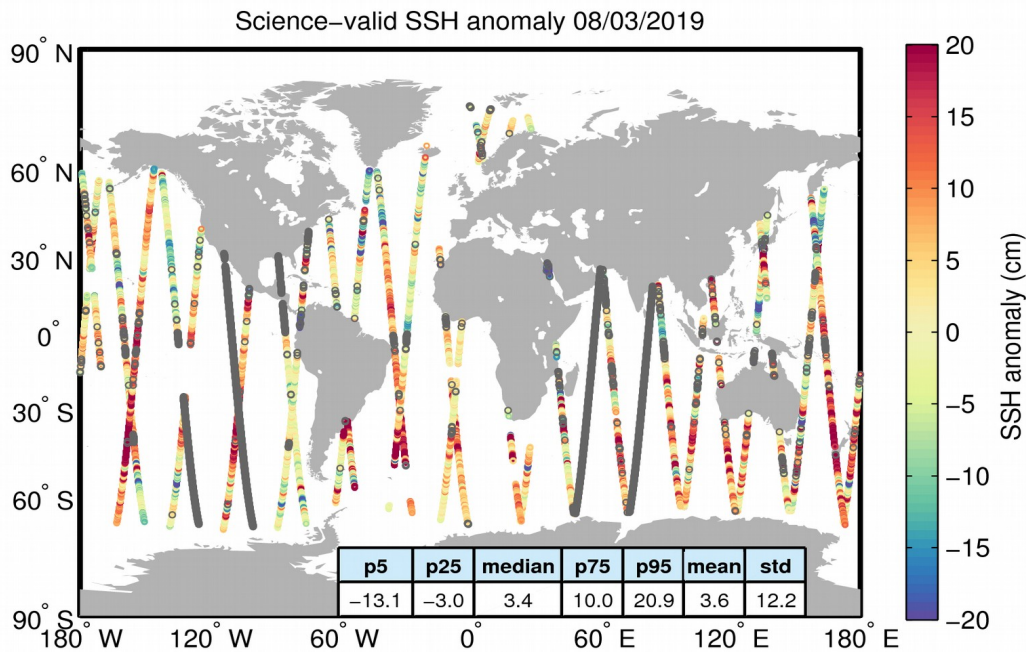 Science−valid SSH anomaly 08/03/2019
90° N
60° N
30° N
0°
30° S
60° S
90° S
180° W
120° W
60° W
0°
60° E
120° E
180° E
p5 p25 median p75 p95 mean std
−13.1 −3.0 3.4 10.0 20.9 3.6 12.2
20
15
10
5
0
−5
−10
−15
−20
SSH anomaly (cm)